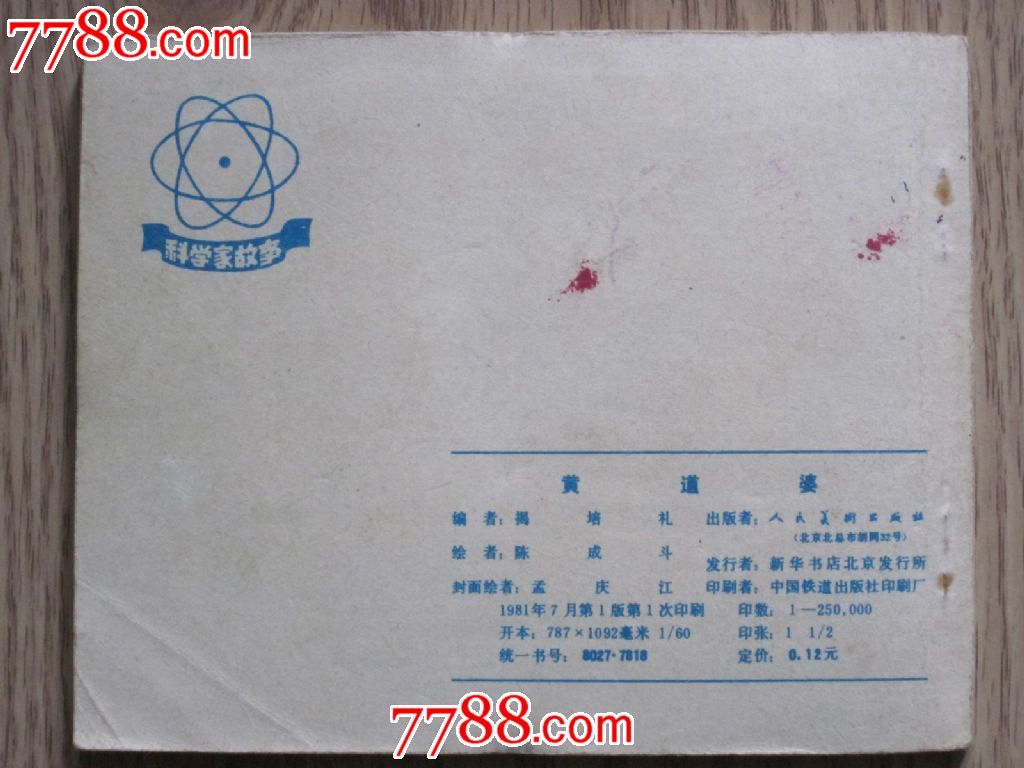 7788.com
科学家故事
黄道婆
编者：揭培礼 出版者：人民美术出版社
（北京北总布胡同32号）
绘者：陈成斗 发行者：新华书店北京发行所
封面绘者：孟庆江 印刷者：中国铁道出版社印刷厂
1981年7月第1版第1次印刷 印数：1—250,000
开本：787×1092毫米 1/60 印张：1 1/2
统一书号：8027·7818 定价：0.12元
7788.com